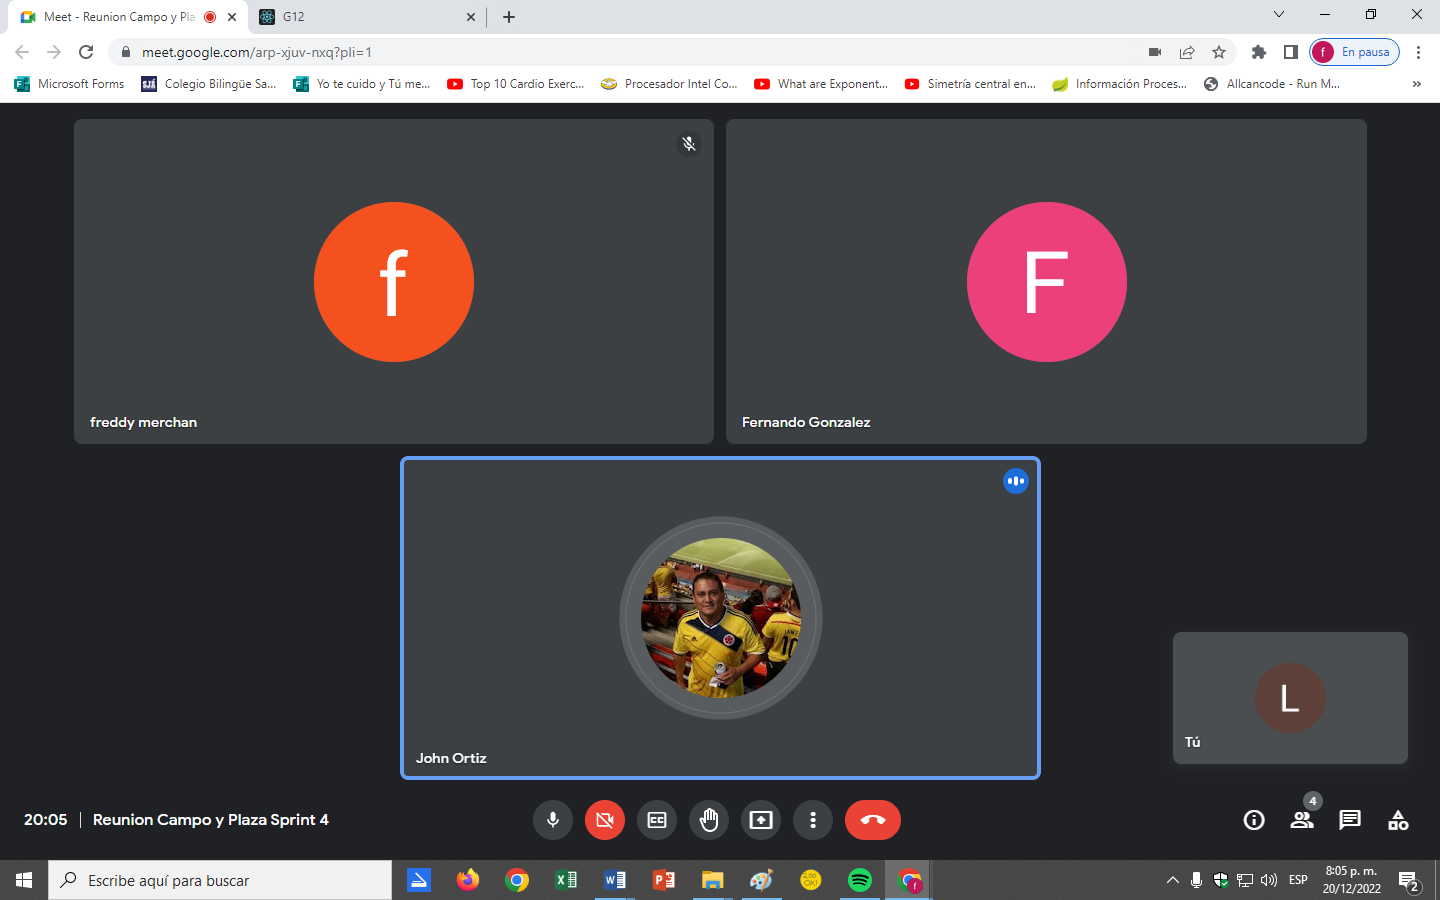 Meet - Reunion Campo y Pla
G12
meet.google.com/arp-xjuv-nxq?pli=1
f
En pausa
Microsoft Forms
SJÁ
Colegio Bilingüe Sa...
Yo te cuido y Tú me...
Top 10 Cardio Exerc...
Procesador Intel Co...
What are Exponent...
Simetría central en...
Información Proces...
Allcancode - Run M...
»
f
F
freddy merchan
Fernando Gonzalez
John Ortiz
L
Tú
20:05 | Reunion Campo y Plaza Sprint 4
CC
4
Escribe aquí para buscar
ESP
8:05 p. m.
20/12/2022
2